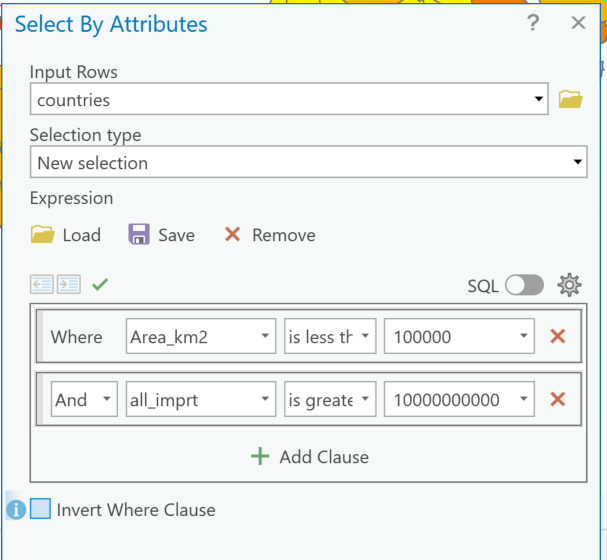 Select By Attributes ? ×
Input Rows
countries
Selection type
New selection
Expression
Load Save Remove
SQL
Where Area_km2 is less th 100000
And all_imprt is greate 10000000000
+ Add Clause
i Invert Where Clause